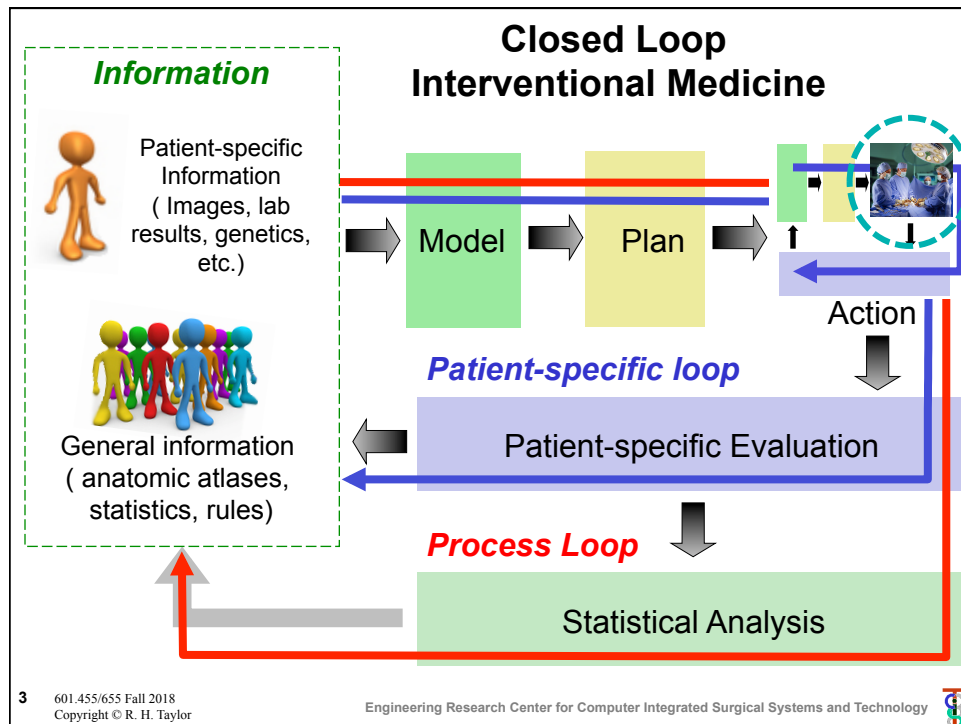 Closed Loop
Interventional Medicine
Information
Patient-specific
Information
( Images, lab
results, genetics,
etc.)
General information
( anatomic atlases,
statistics, rules)
Model
Plan
Action
Patient-specific loop
Patient-specific Evaluation
Process Loop
Statistical Analysis
3
601.455/655 Fall 2018
Copyright © R. H. Taylor
Engineering Research Center for Computer Integrated Surgical Systems and Technology